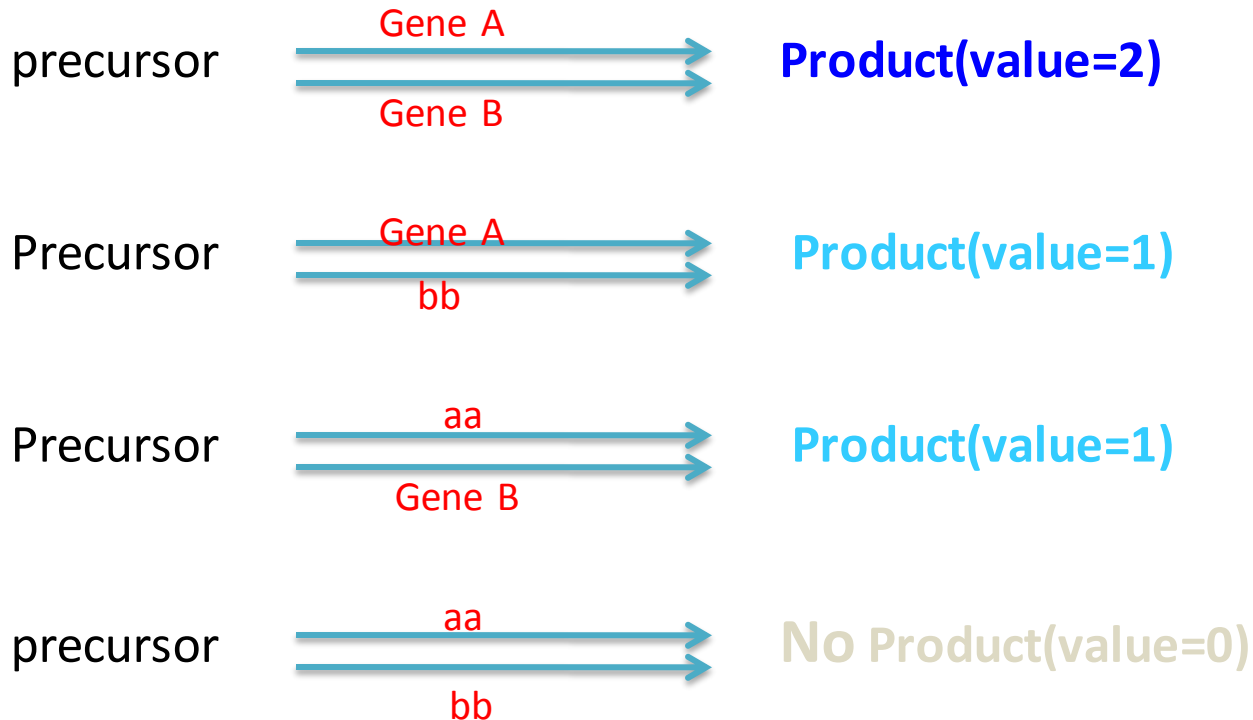 Gene A
precursor Product(value=2)
Gene B
Gene A
Precursor Product(value=1)
bb
aa
Precursor Product(value=1)
Gene B
aa
precursor No Product(value=0)
bb